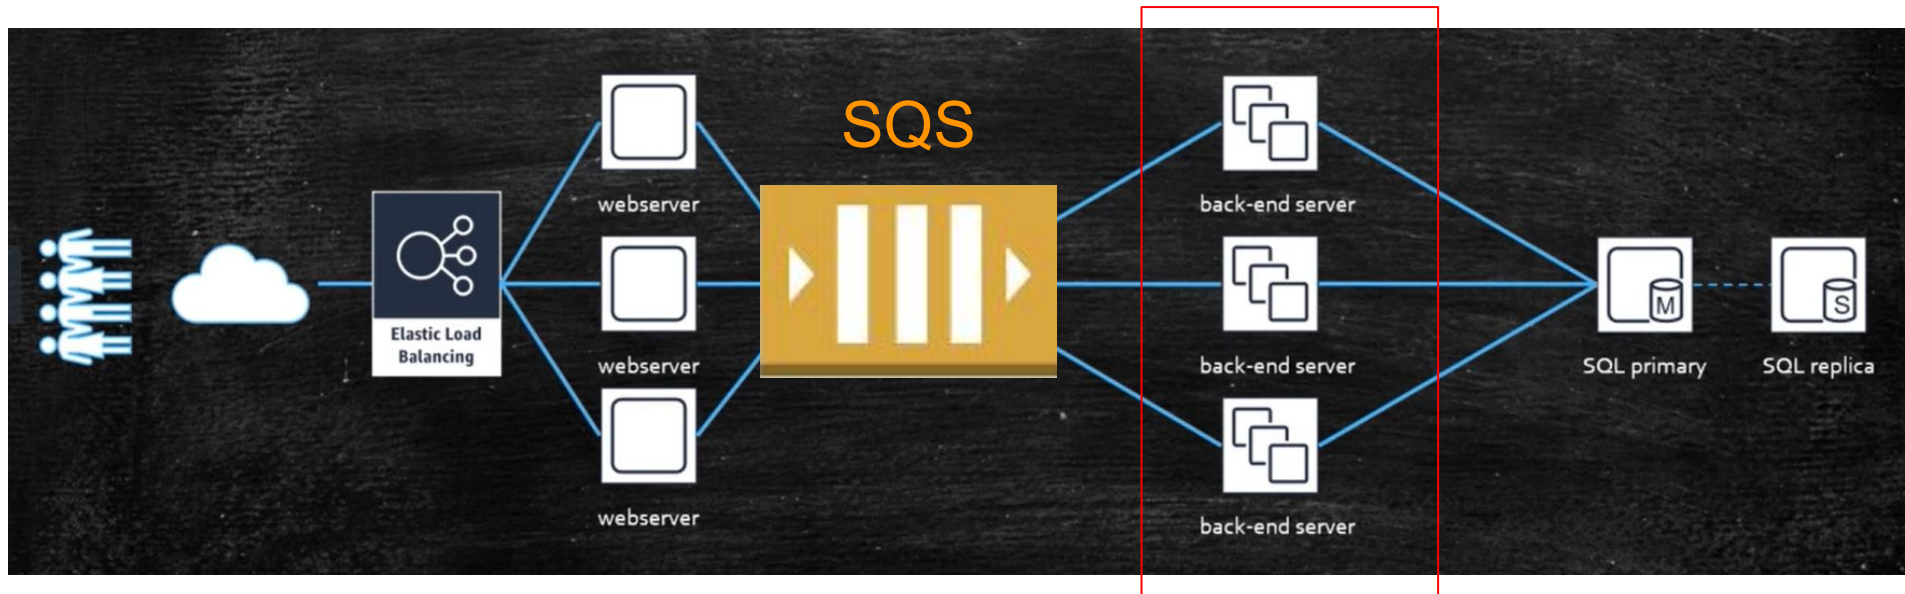 SQS
webserver
back-end server
Elastic Load
Balancing
webserver
back-end server
M
S
SQL primary
SQL replica
webserver
back-end server